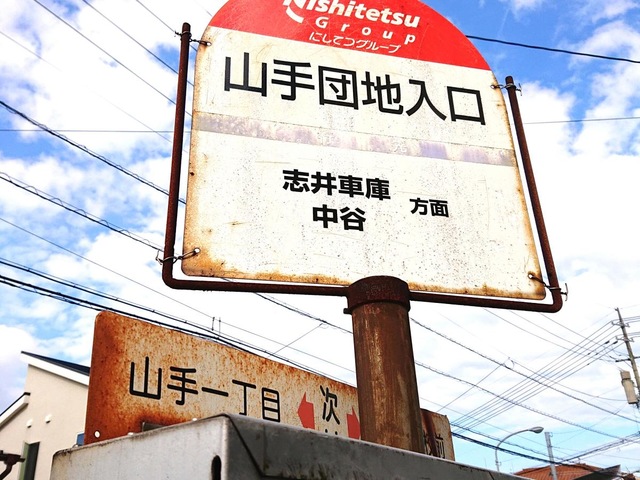 Nishitetsu
Group
にしてつグループ
山手団地入口
志井車庫
中谷
方面
山手一丁目
次
前